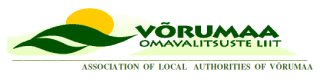 VÕRUMAA
OMAVALITSUSTE LIIT
ASSOCIATION OF LOCAL AUTHORITIES OF VÕRUMAA